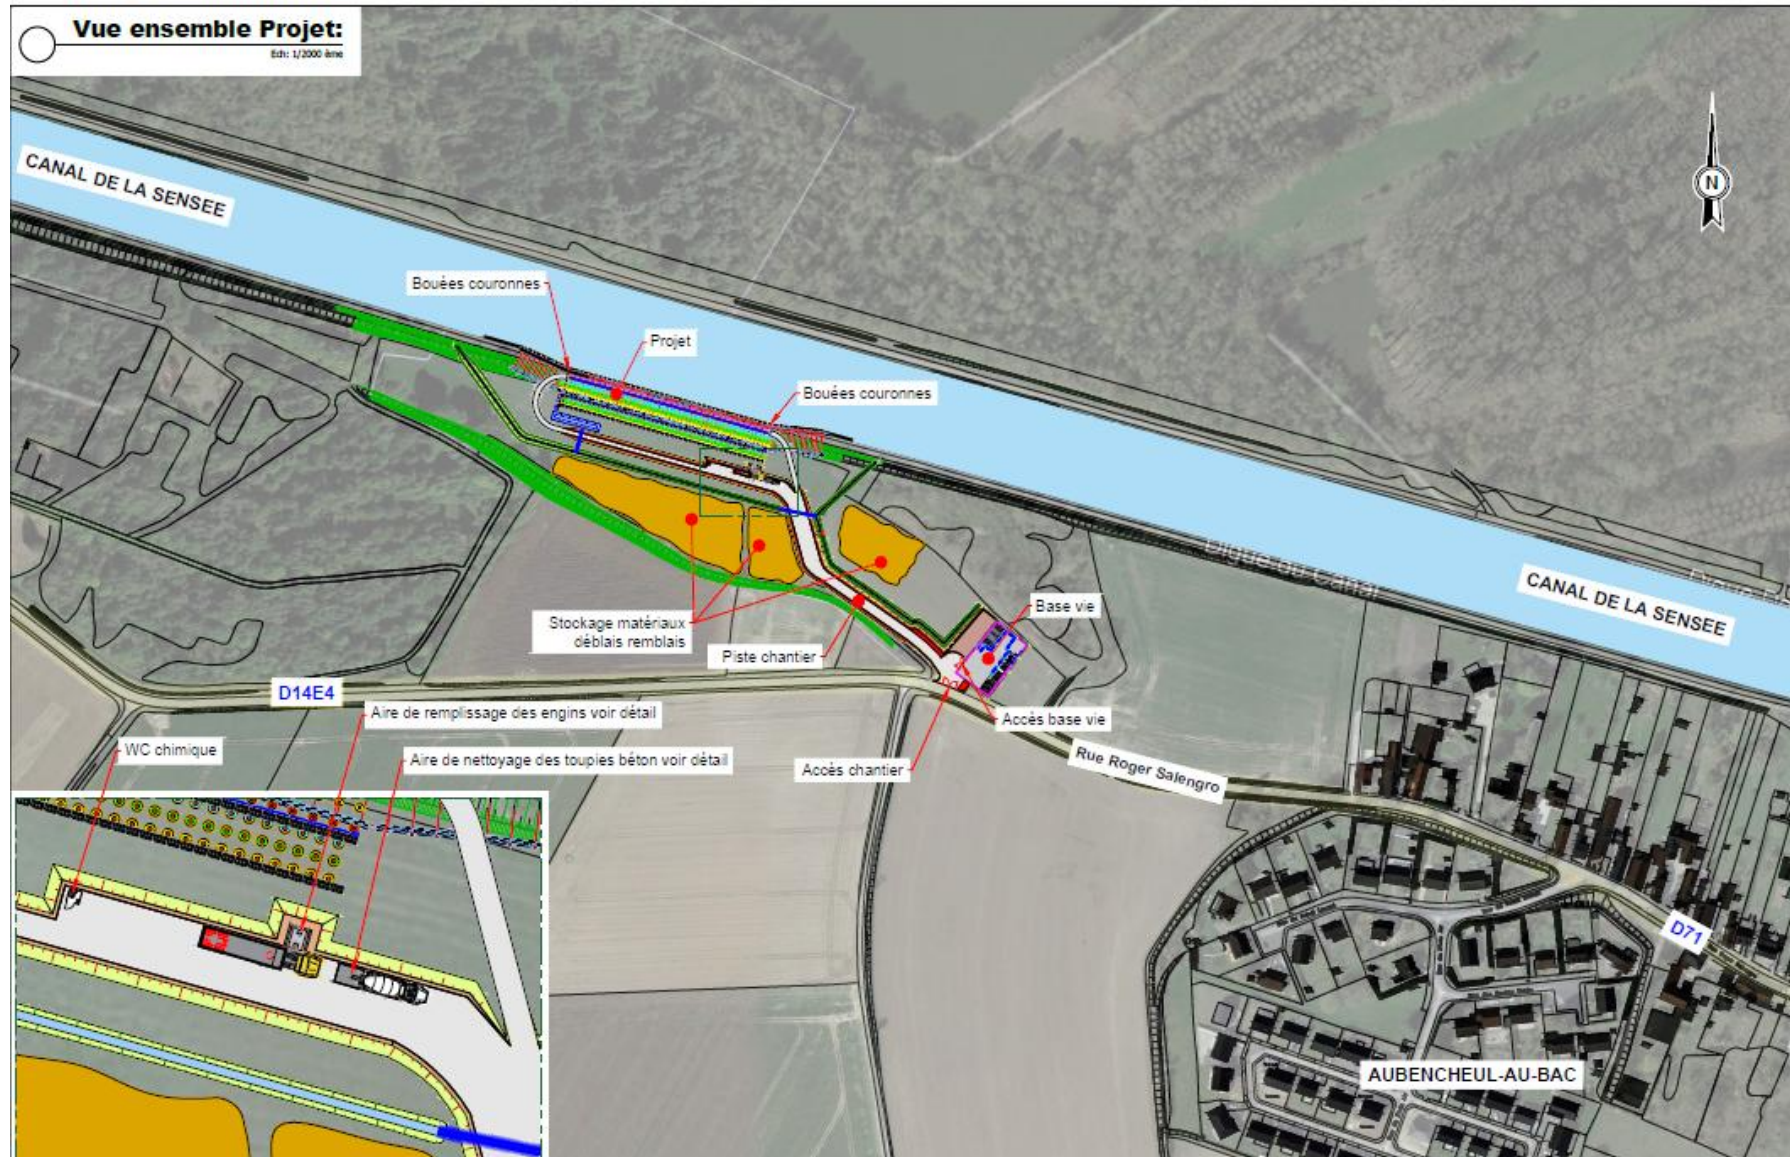 Vue ensemble Projet:
Ech: 1/2000 ème
N
CANAL DE LA SENSEE
Bouées couronnes
Projet
Bouées couronnes
Digue du Canal
CANAL DE LA SENSEE
Base vie
Stockage matériaux
déblais remblais
Piste chantier
D14E4
Aire de remplissage des engins voir détail
Accès base vie
WC chimique
Aire de nettoyage des toupies béton voir détail
Accès chantier
Rue Roger Salengro
D71
AUBENCHEUL-AU-BAC